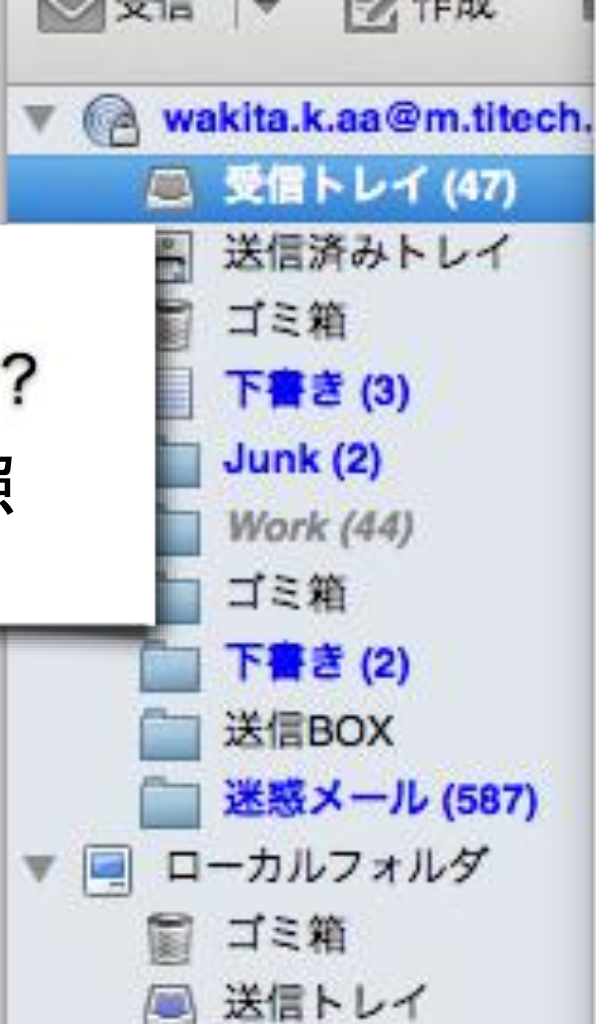 受信 作成
wakita.k.aa@m.titech.
受信トレイ (47)
送信済みトレイ
ゴミ箱
?
下書き (3)
Junk (2)
照
Work (44)
ゴミ箱
下書き (2)
送信BOX
迷惑メール (587)
ローカルフォルダ
ゴミ箱
送信トレイ